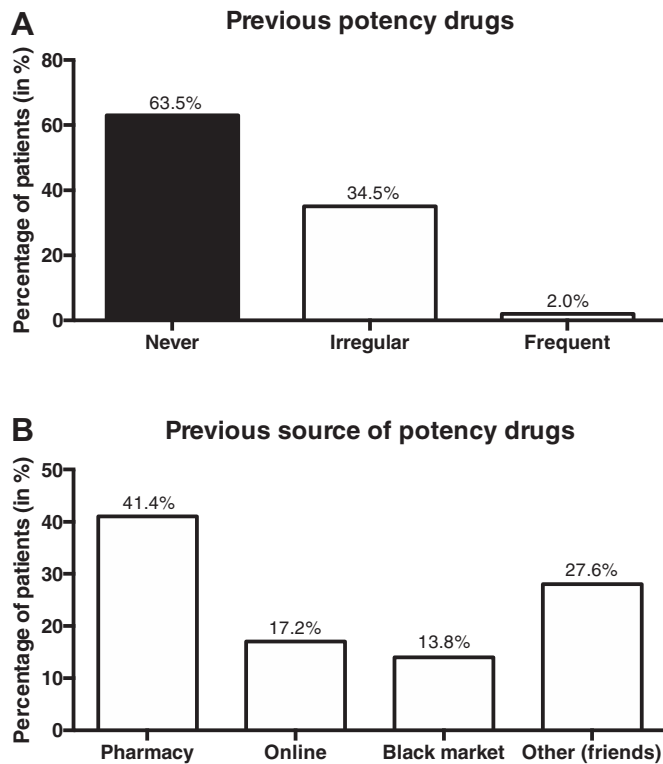 A
Previous potency drugs
Percentage of patients (in %)
80
60
40
20
0
63.5%
34.5%
2.0%
Never
Irregular
Frequent
B
Previous source of potency drugs
Percentage of patients (in %)
50
40
30
20
10
0
41.4%
17.2%
13.8%
27.6%
Pharmacy
Online
Black market
Other (friends)